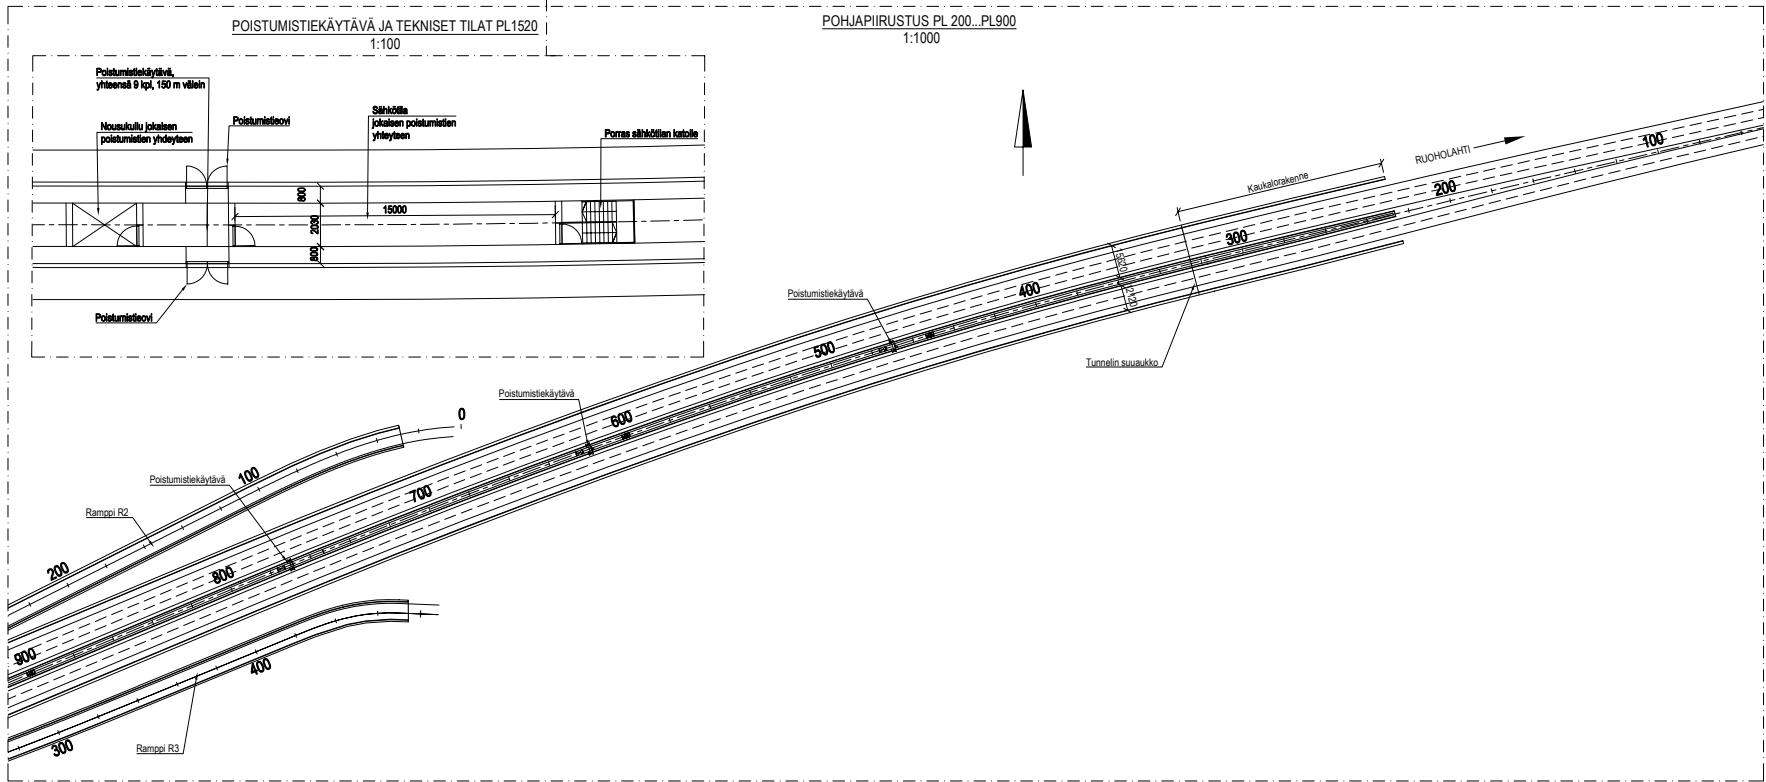 POISTUMISTIEKÄYTÄVÄ JA TEKNISET TILAT PL1520
1:100
POHJAPIIRUSTUS PL 200...PL900
1:1000
Poistumistiekäytävä,
yhteensä 9 kpl, 150 m välein
Nousukuilu jokaisen
poistumistien yhdeyteen
Poistumistieovi
Sähkötila
jokaisen poistumistien
yhteyteen
Porras sähkötilan katolle
800
2030
800
15000
Poistumistieovi
Kaukalorakenne
RUOHOLAHTI
100
200
300
400
500
600
700
800
900
Poistumistiekäytävä
Tunnelin suuaukko
Poistumistiekäytävä
Poistumistiekäytävä
0
100
200
Ramppi R2
400
300
Ramppi R3